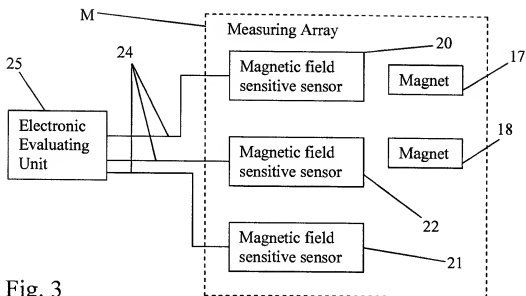 M
Measuring Array
20
17
24
25
Magnetic field
sensitive sensor
Magnet
Electronic
Evaluating
Unit
18
Magnetic field
sensitive sensor
Magnet
22
Magnetic field
sensitive sensor
21
Fig. 3